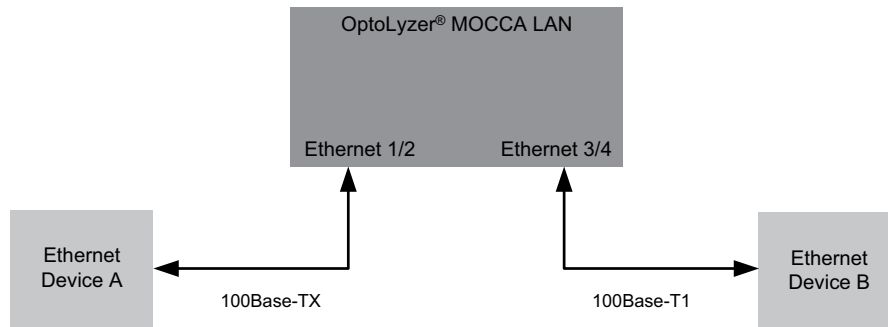 OptoLyzer® MOCCA LAN
Ethernet 1/2
Ethernet 3/4
Ethernet
Device A
100Base-TX
100Base-T1
Ethernet
Device B